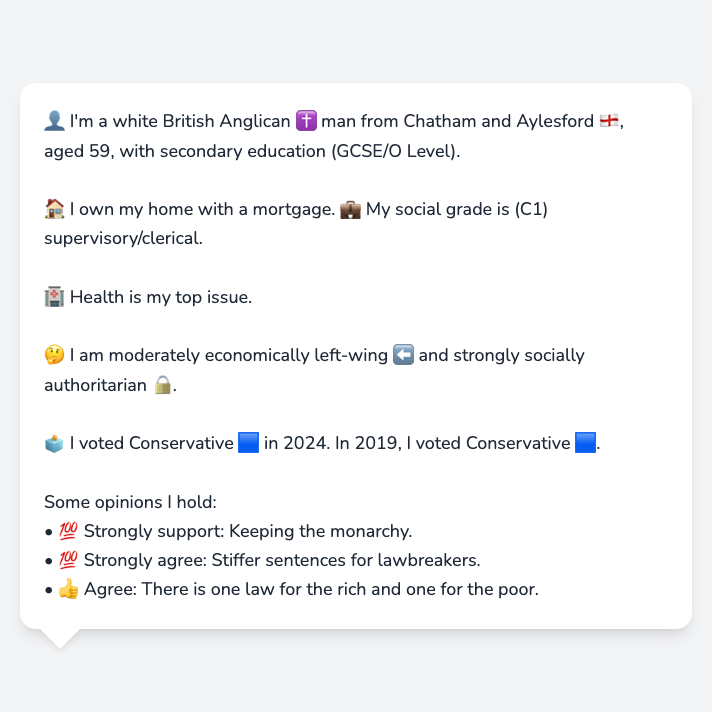 👤 I'm a white British Anglican ✝️ man from Chatham and Aylesford 🏴󠁧󠁢󠁥󠁮󠁧󠁿,
aged 59, with secondary education (GCSE/O Level).
🏠 I own my home with a mortgage. 💼 My social grade is (C1)
supervisory/clerical.
🏥 Health is my top issue.
🤔 I am moderately economically left-wing ⬅️ and strongly socially
authoritarian 🔒.
🗳️ I voted Conservative 🟦 in 2024. In 2019, I voted Conservative 🟦.
Some opinions I hold:
• 💯 Strongly support: Keeping the monarchy.
• 💯 Strongly agree: Stiffer sentences for lawbreakers.
• 👍 Agree: There is one law for the rich and one for the poor.